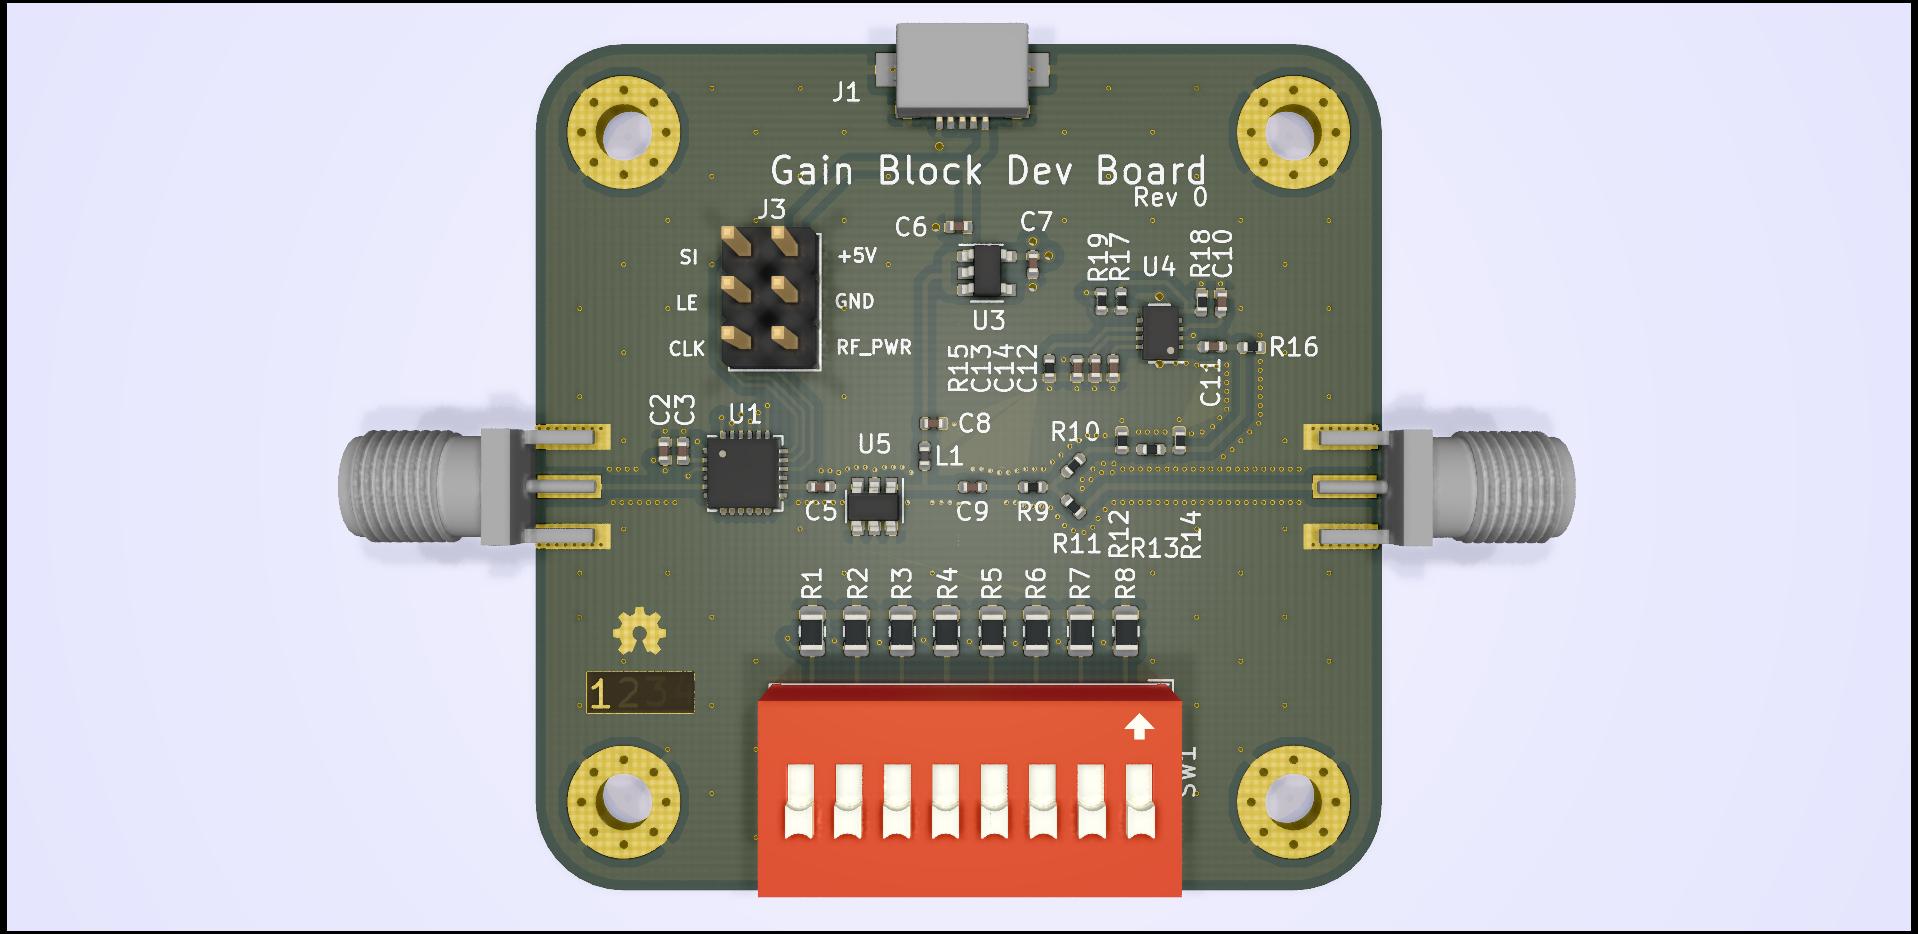 J1
Gain Block Dev Board
Rev 0
J3
SI
+5V
LE
GND
CLK
RF_PWR
C6
C7
U3
R19
R17
U4
R18
C10
R15
C13
C14
C12
C11
R16
C2
C3
U1
U5
C8
L1
R10
C5
C9
R9
R11
R12
R13
R14
R1
R2
R3
R4
R5
R6
R7
R8
1234
SW1